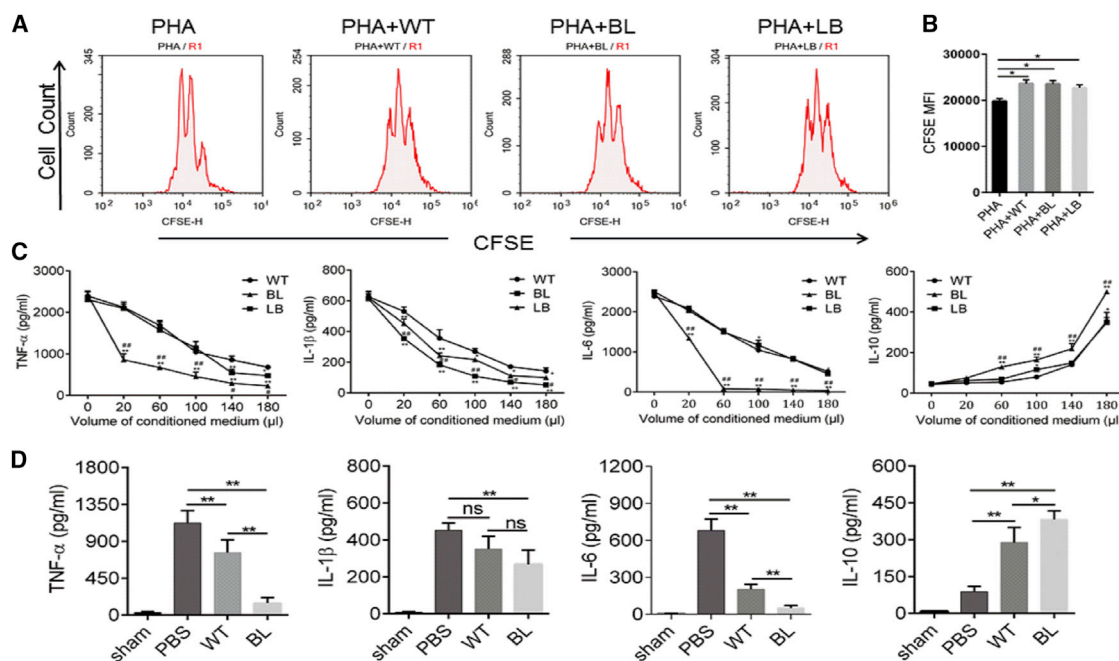 A
PHA
PHA / R1
PHA+WT
PHA+WT / R1
PHA+BL
PHA+BL / R1
PHA+LB
PHA+LB / R1
Cell Count
Count
0 100 200 345
10² 10³ 10⁴ 10⁵ 10⁶
CFSE-H
Count
0 100 200 312
10¹ 10² 10³ 10⁴ 10⁵ 10⁶
CFSE-H
Count
0 100 200 288
10¹ 10² 10³ 10⁴ 10⁵ 10⁶
CFSE-H
Count
0 100 200 307
10² 10³ 10⁴ 10⁵ 10⁶
CFSE-H
CFSE
B
CFSE MFI
30000
20000
10000
0
* * *
PHA
PHA+WT
PHA+BL
PHA+LB
C
TNF-α (pg/ml)
3000
2000
1000
0
WT
BL
LB
0 20 60 100 140 180
Volume of conditioned medium (μl)
IL-1β (pg/ml)
800
600
400
200
0
WT
BL
LB
0 20 60 100 140 180
Volume of conditioned medium (μl)
IL-6 (pg/ml)
3000
2000
1000
0
WT
BL
LB
0 20 60 100 140 180
Volume of conditioned medium (μl)
IL-10 (pg/ml)
600
400
200
0
WT
BL
LB
0 20 60 100 140 180
Volume of conditioned medium (μl)
D
TNF-α (pg/ml)
1800
1350
900
450
0
**
**
**
sham
PBS
WT
BL
IL-1β (pg/ml)
800
600
400
200
0
**
ns
ns
sham
PBS
WT
BL
IL-6 (pg/ml)
1200
900
600
300
0
**
**
**
sham
PBS
WT
BL
IL-10 (pg/ml)
600
450
300
150
0
**
*
**
sham
PBS
WT
BL